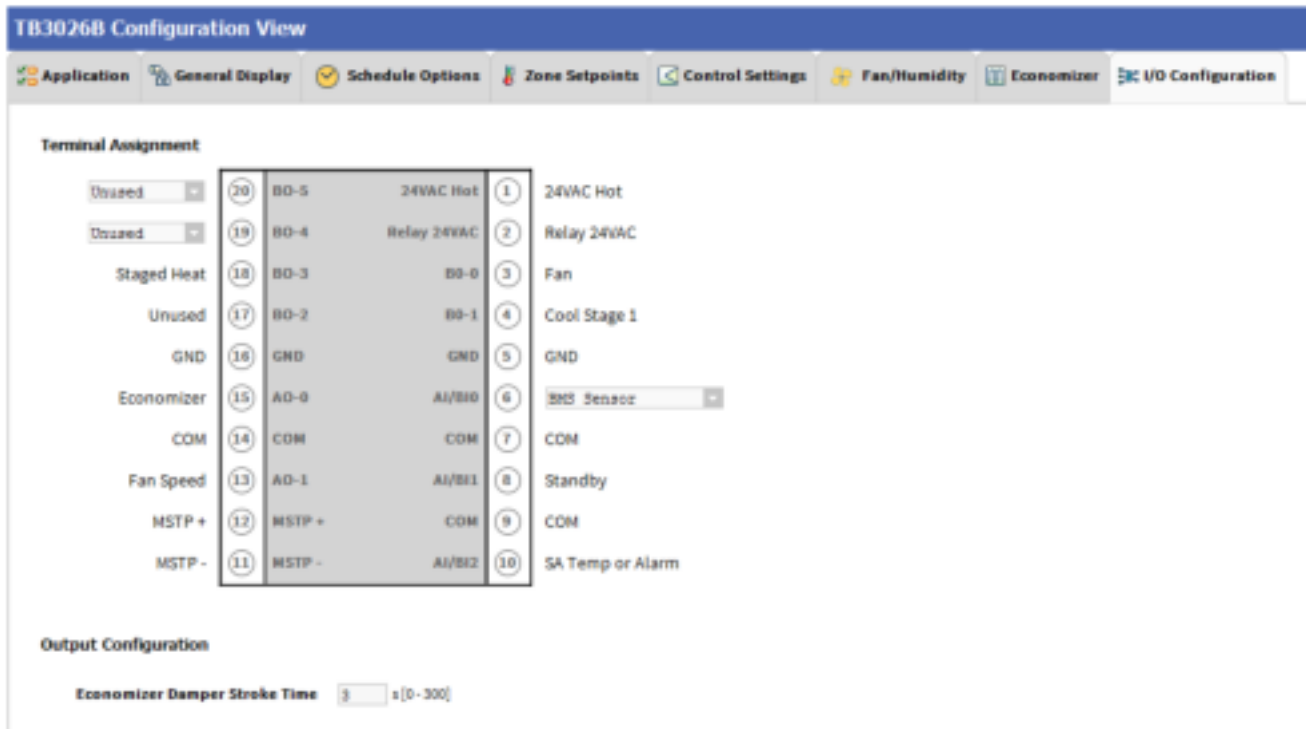 TB3026B Configuration View
Application General Display Schedule Options Zone Setpoints Control Settings Fan/Humidity Economizer I/O Configuration
Terminal Assignment
Unused 20 BO-5 24VAC Hot 1 24VAC Hot
Unused 19 BO-4 Relay 24VAC 2 Relay 24VAC
Staged Heat 18 BO-3 BO-0 3 Fan
Unused 17 BO-2 BO-1 4 Cool Stage 1
GND 16 GND GND 5 GND
Economizer 15 AO-0 AI/BI0 6 BMS Sensor
COM 14 COM COM 7 COM
Fan Speed 13 AO-1 AI/BI1 8 Standby
MSTP + 12 MSTP + COM 9 COM
MSTP - 11 MSTP - AI/BI2 10 SA Temp or Alarm
Output Configuration
Economizer Damper Stroke Time 3 s [0 - 300]